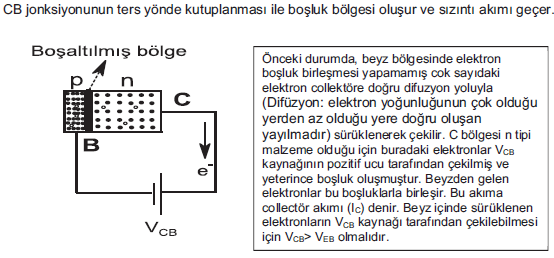 CB jonksiyonunun ters yönde kutuplanması ile boşluk bölgesi oluşur ve sızıntı akımı geçer.
Boşaltılmış bölge
p n
C
B
e-
VCB
Önceki durumda, beyz bölgesinde elektron
boşluk birleşmesi yapamamış cok sayıdaki
elektron collektöre doğru difuzyon yoluyla
(Difüzyon: elektron yoğunluğunun çok olduğu
yerden az olduğu yere doğru oluşan
yayılmadır) sürüklenerek çekilir. C bölgesi n tipi
malzeme olduğu için buradaki elektronlar VCB
kaynağının pozitif ucu tarafından çekilmiş ve
yeterince boşluk oluşmuştur. Beyzden gelen
elektronlar bu boşluklarla birleşir. Bu akıma
collectör akımı (IC) denir. Beyz içinde sürüklenen
elektronların VCB kaynağı tarafından çekilebilmesi
için VCB> VEB olmalıdır.